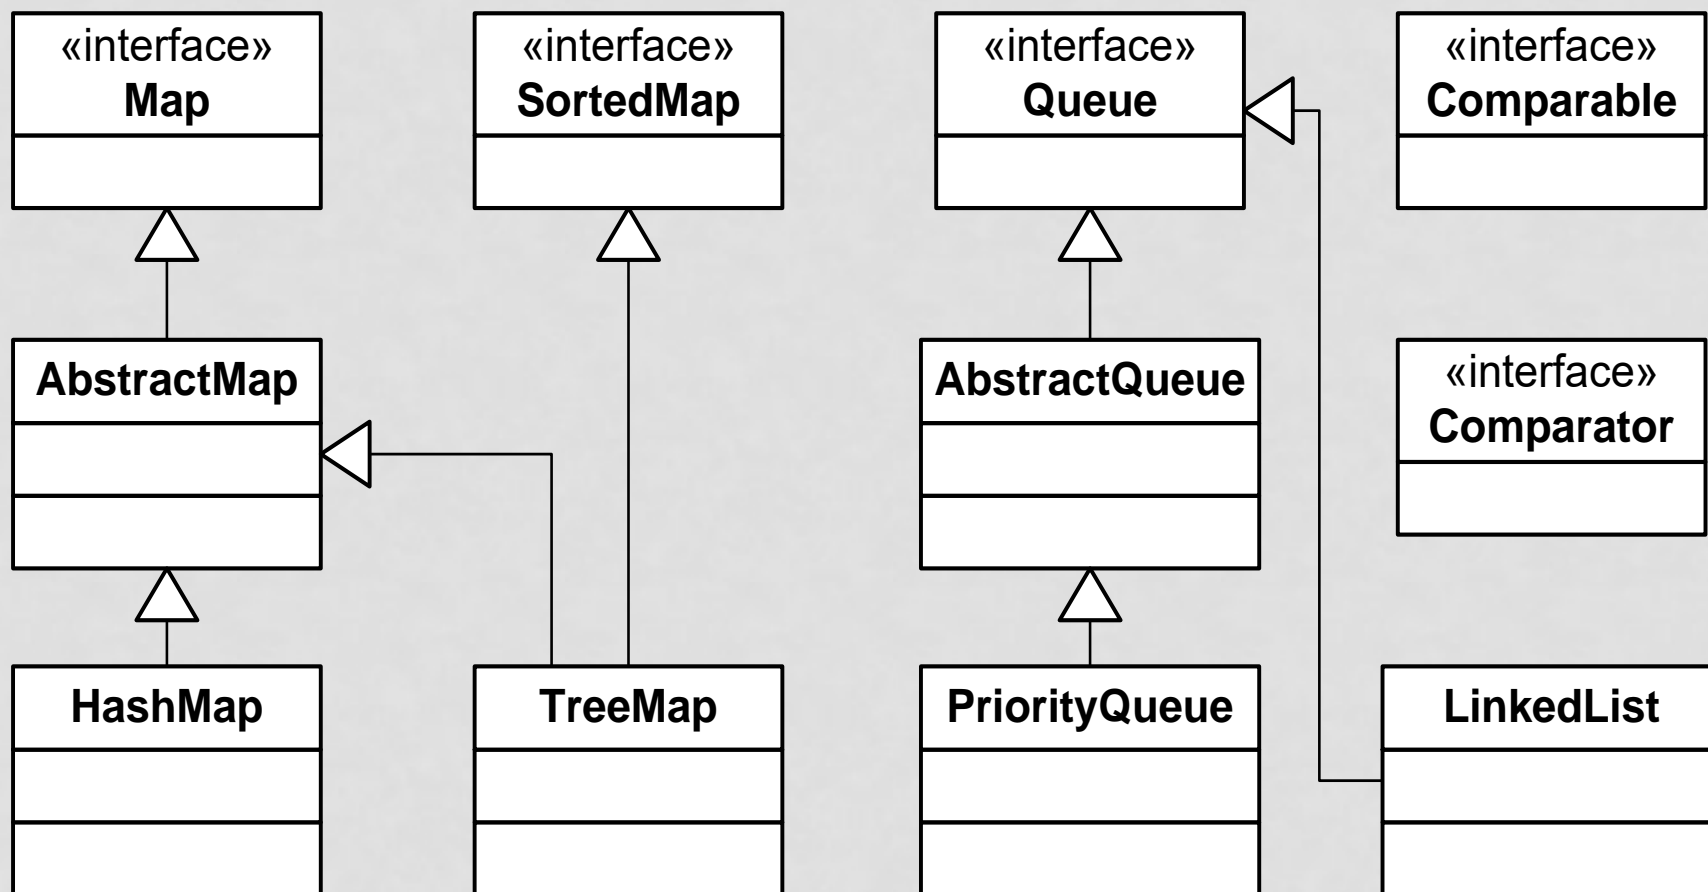 «interface»
Map
«interface»
SortedMap
«interface»
Queue
«interface»
Comparable
AbstractMap
AbstractQueue
«interface»
Comparator
HashMap
TreeMap
PriorityQueue
LinkedList